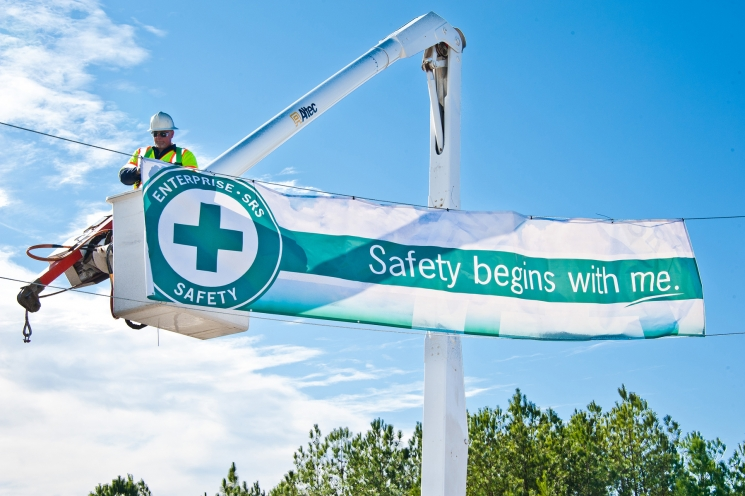 Altec
ENTERPRISE • SRS
SAFETY
Safety begins with me.